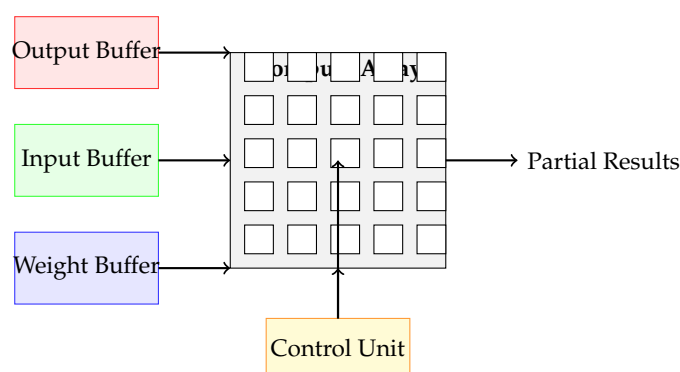 Output Buffer
Input Buffer
Partial Results
Weight Buffer
Control Unit